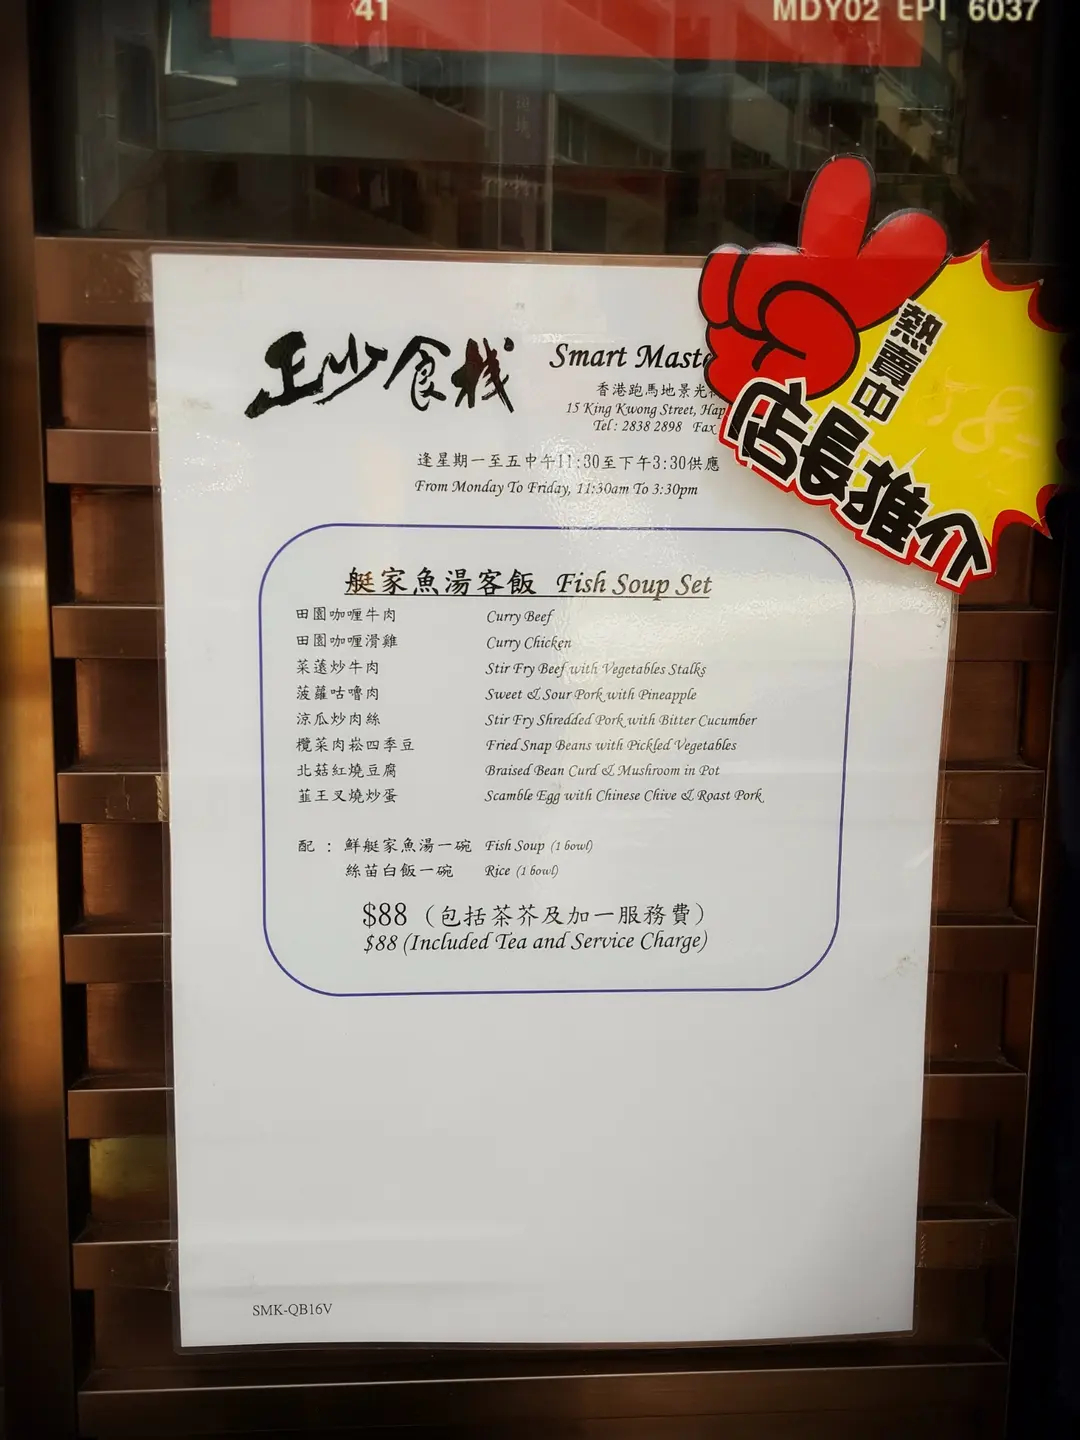 41
MDY02 EPI 6037
正沙食棧
Smart
香港跑馬地景光
15 King Kwong Street,
Tel : 2838 2898 Fax
逢星期一至五中午11:30至下午3:30供應
From Monday To Friday, 11:30am To 3:30pm
熱賣中
店長推介
艇家魚湯客飯 Fish Soup Set
田園咖喱牛肉 Curry Beef
田園咖喱滑雞 Curry Chicken
菜薳炒牛肉 Stir Fry Beef with Vegetables Stalks
菠蘿咕嚕肉 Sweet & Sour Pork with Pineapple
涼瓜炒肉絲 Stir Fry Shredded Pork with Bitter Cucumber
欖菜肉崧四季豆 Fried Snap Beans with Pickled Vegetables
北菇紅燒豆腐 Braised Bean Curd & Mushroom in Pot
韮王叉燒炒蛋 Scamble Egg with Chinese Chive & Roast Pork
配 : 鮮艇家魚湯一碗 Fish Soup (1 bowl)
絲苗白飯一碗 Rice (1 bowl)
$88 (包括茶芥及加一服務費)
$88 (Included Tea and Service Charge)
SMK-QB16V